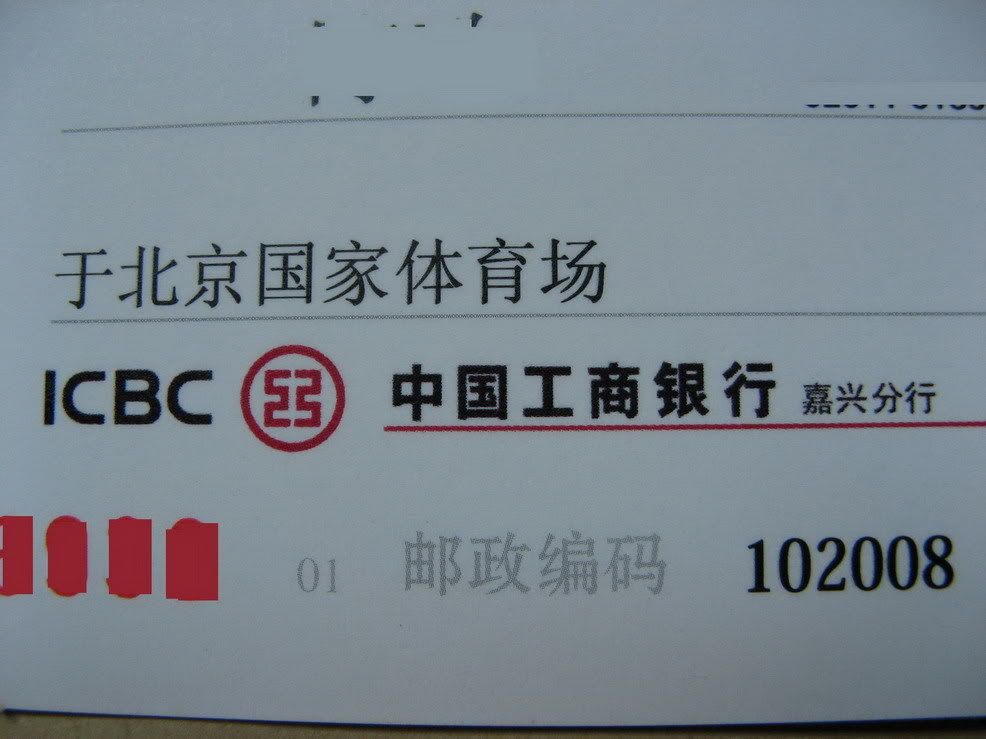 于北京国家体育场
ICBC 中国工商银行 嘉兴分行
01 邮政编码 102008